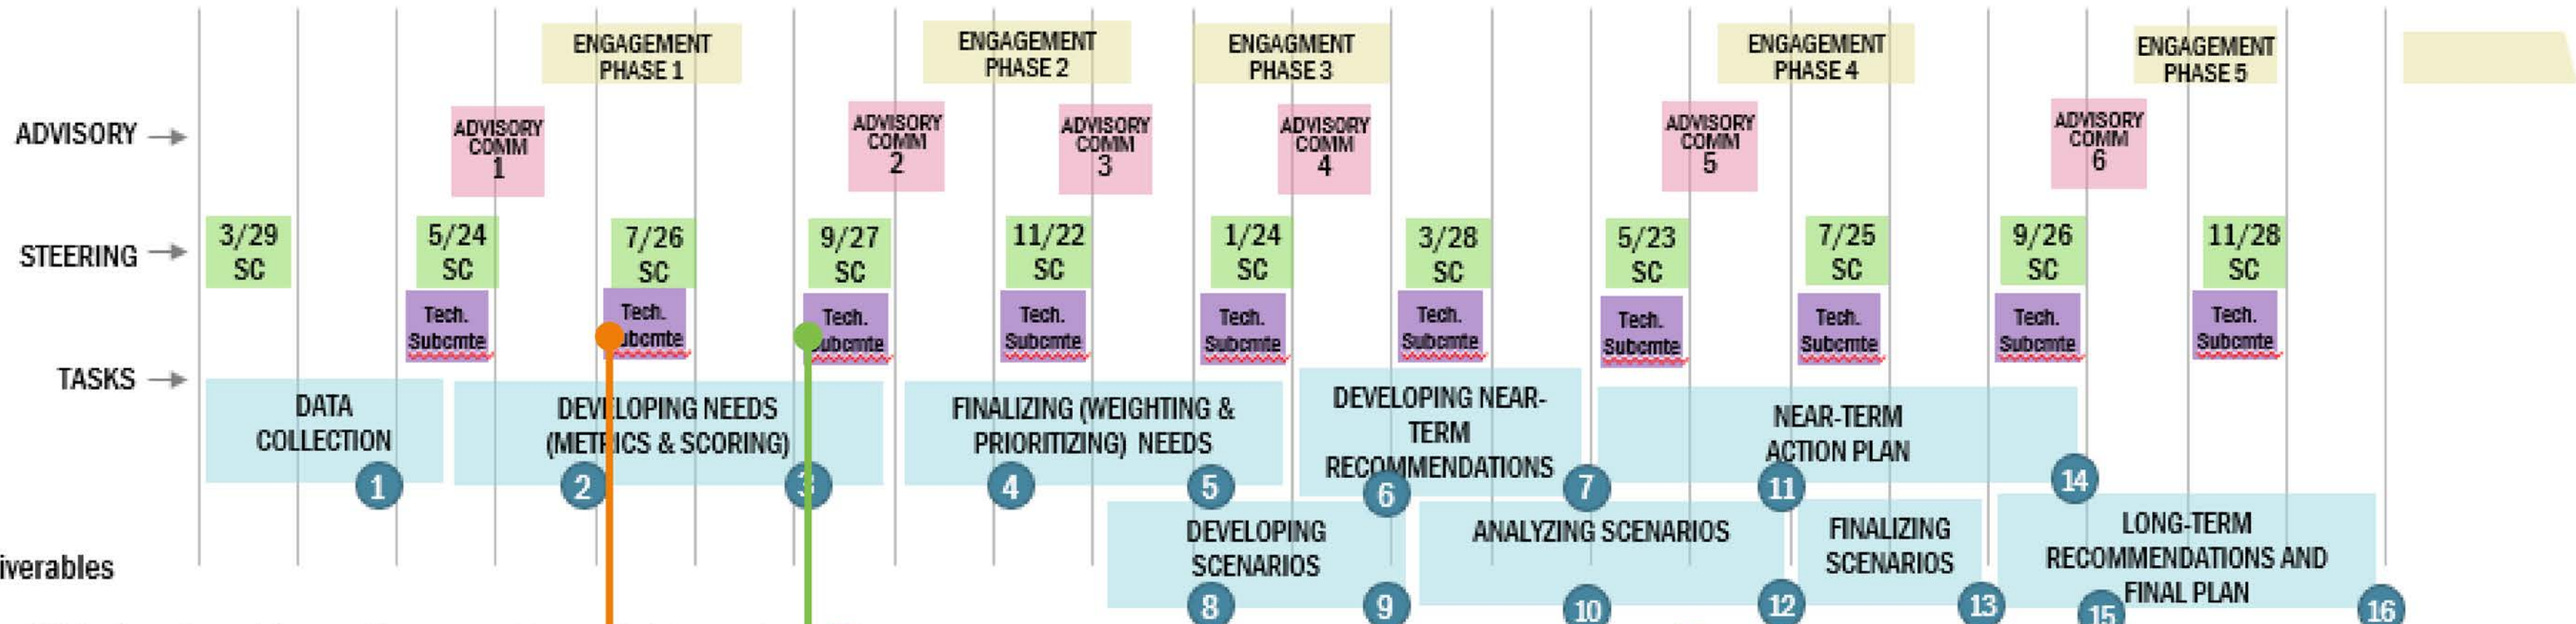 ENGAGEMENT
PHASE 1
ENGAGEMENT
PHASE 2
ENGAGMENT
PHASE 3
ENGAGEMENT
PHASE 4
ENGAGEMENT
PHASE 5
ADVISORY
ADVISORY
COMM
1
ADVISORY
COMM
2
ADVISORY
COMM
3
ADVISORY
COMM
4
ADVISORY
COMM
5
ADVISORY
COMM
6
STEERING
3/29
SC
5/24
SC
7/26
SC
9/27
SC
11/22
SC
1/24
SC
3/28
SC
5/23
SC
7/25
SC
9/26
SC
11/28
SC
Tech.
Subcmte
Tech.
ubcmte
Tech.
Subcmte
Tech.
Subcmte
Tech.
Subcmte
Tech.
Subcmte
Tech.
Subcmte
Tech.
Subcmte
Tech.
Subcmte
Tech.
Subcmte
TASKS
DATA
COLLECTION
1
DEVELOPING NEEDS
(METRICS & SCORING)
2
3
FINALIZING (WEIGHTING &
PRIORITIZING) NEEDS
4
5
DEVELOPING NEAR-
TERM
RECOMMENDATIONS
6
7
NEAR-TERM
ACTION PLAN
11
14
DEVELOPING
SCENARIOS
8
9
ANALYZING SCENARIOS
10
12
FINALIZING
SCENARIOS
13
LONG-TERM
RECOMMENDATIONS AND
FINAL PLAN
15
16
iverables